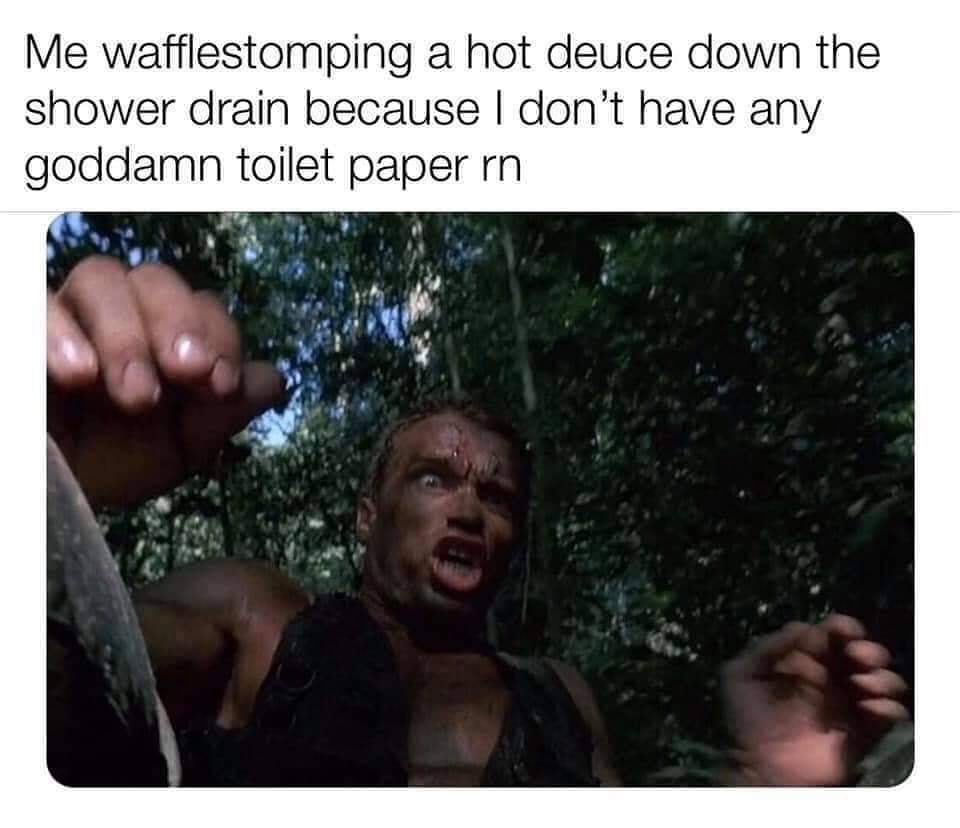 Me wafflestomping a hot deuce down the
shower drain because I don’t have any
goddamn toilet paper rn